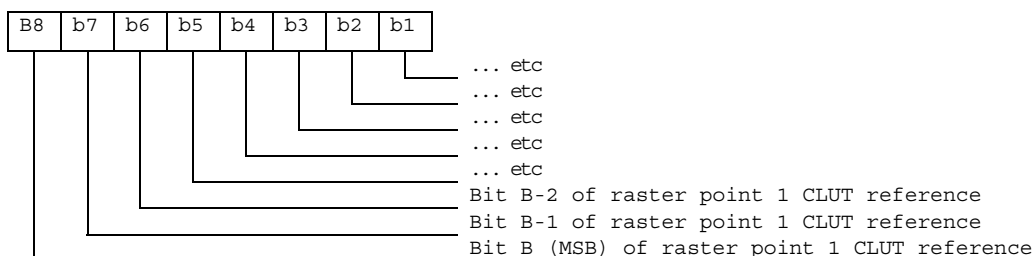 B8 b7 b6 b5 b4 b3 b2 b1
... etc
... etc
... etc
... etc
... etc
Bit B-2 of raster point 1 CLUT reference
Bit B-1 of raster point 1 CLUT reference
Bit B (MSB) of raster point 1 CLUT reference